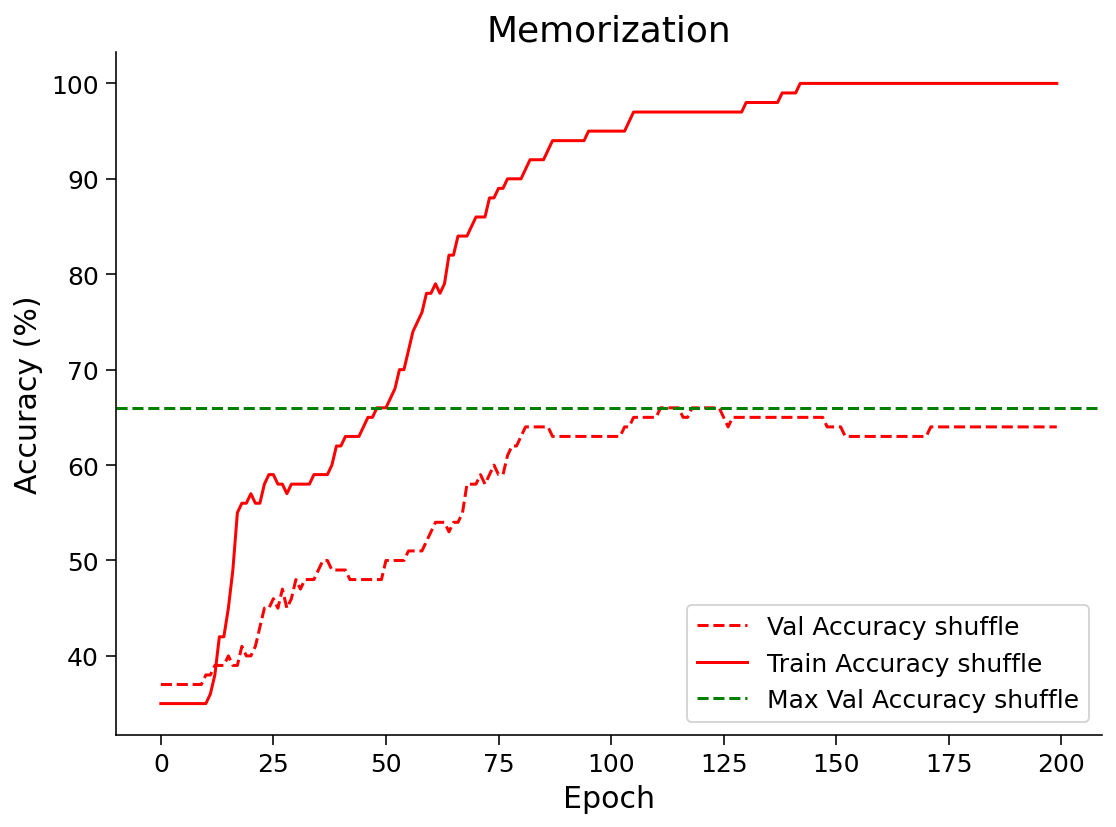 Memorization
Accuracy (%)
100
90
80
70
60
50
40
Val Accuracy shuffle
Train Accuracy shuffle
Max Val Accuracy shuffle
0 25 50 75 100 125 150 175 200
Epoch